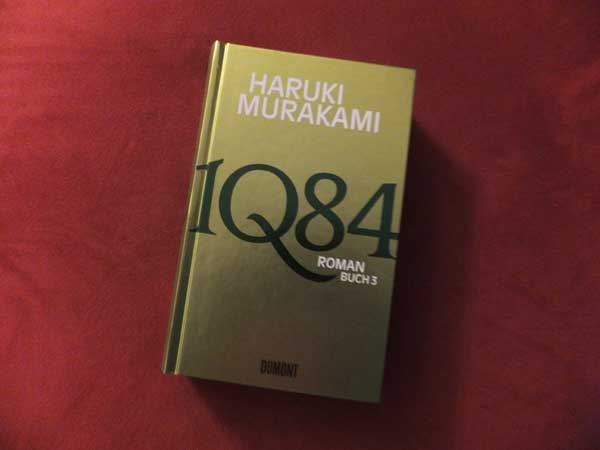 HARUKI
MURAKAMI
1Q84
ROMAN
BUCH 3
DUMONT